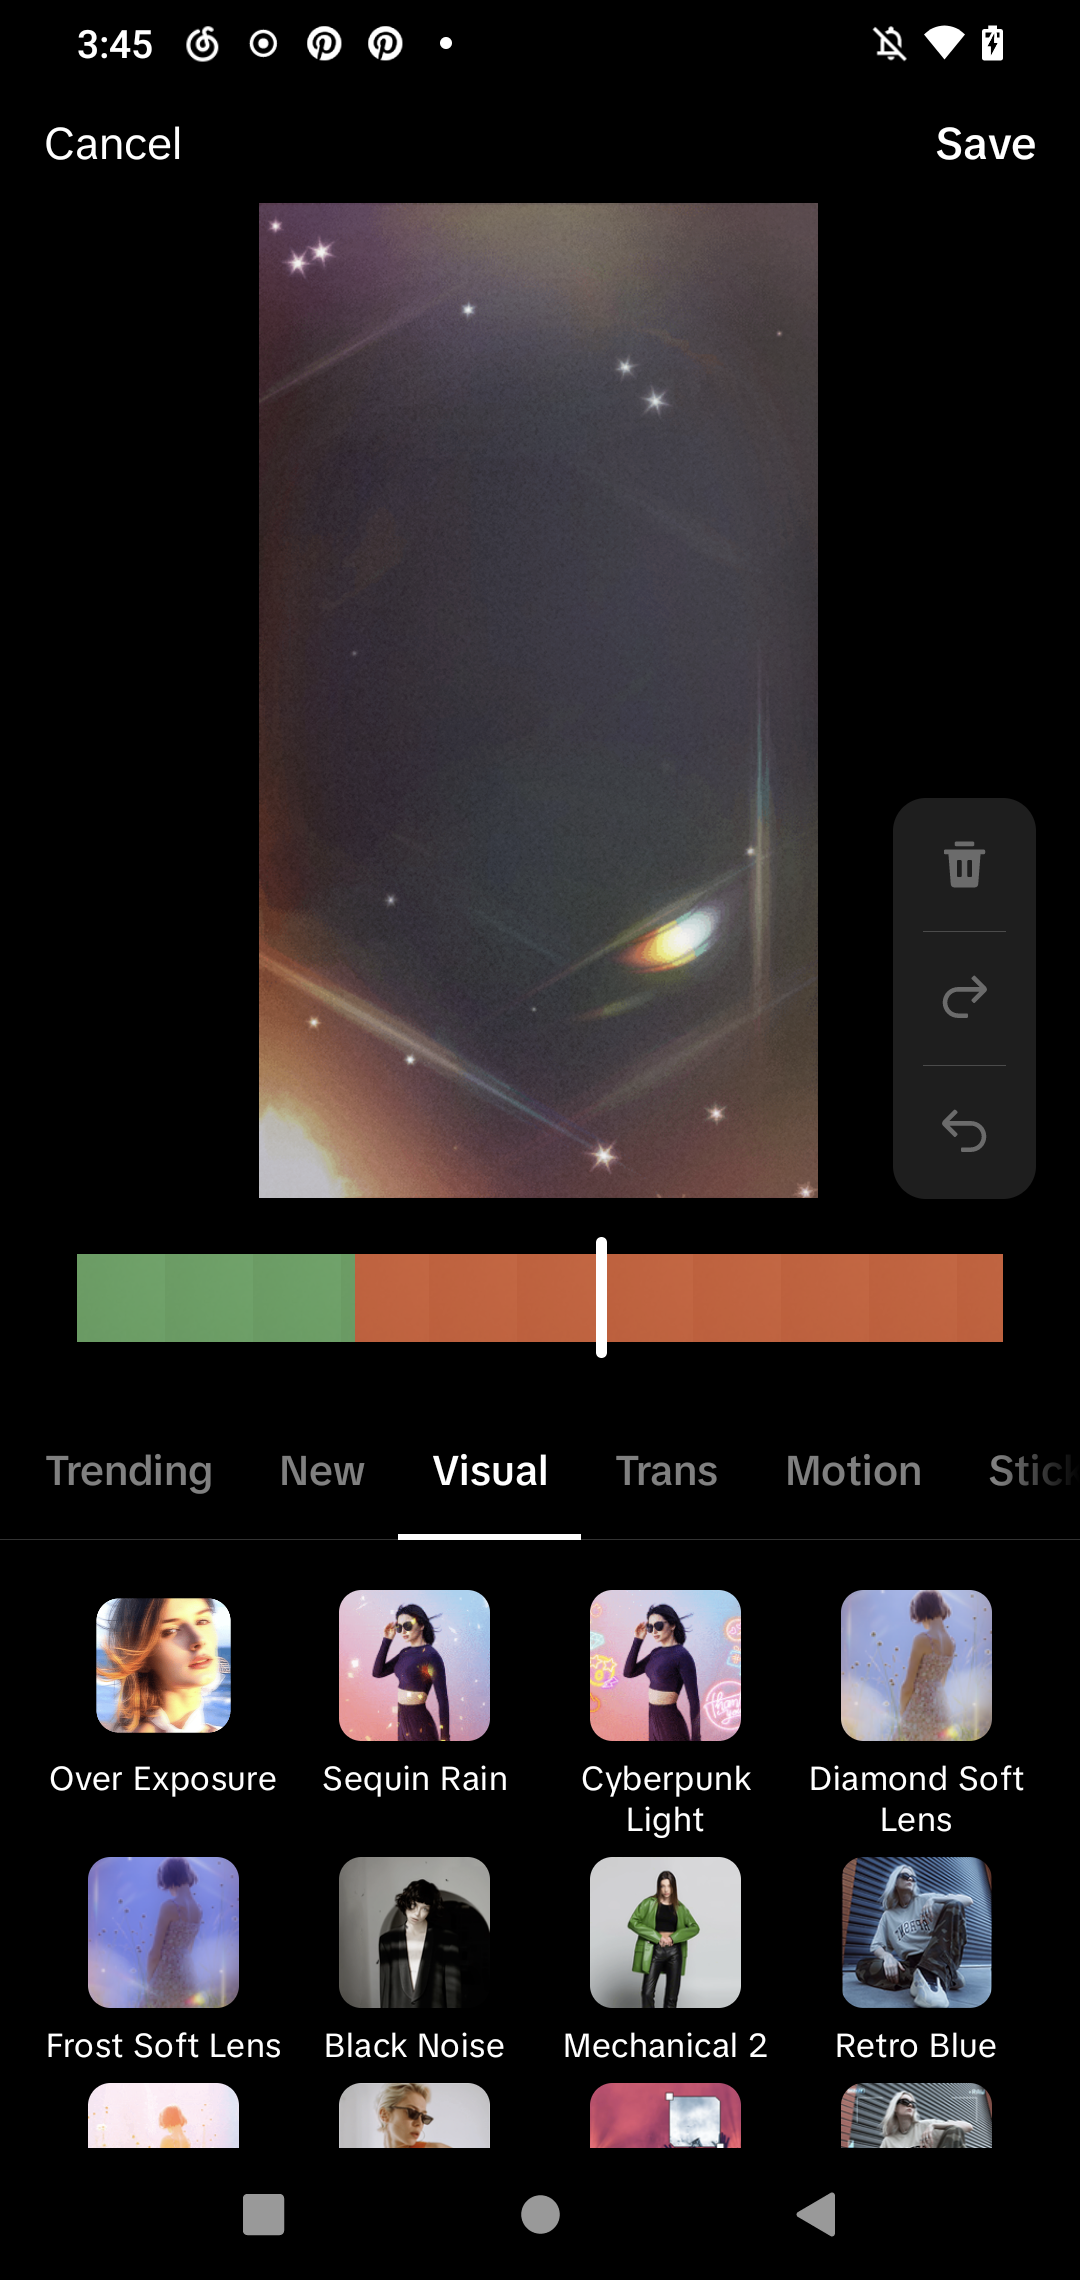 3:45
Cancel
Save
Trending
New
Visual
Trans
Motion
Stick
Over Exposure
Sequin Rain
Cyberpunk
Light
Diamond Soft
Lens
Frost Soft Lens
Black Noise
Mechanical 2
Retro Blue